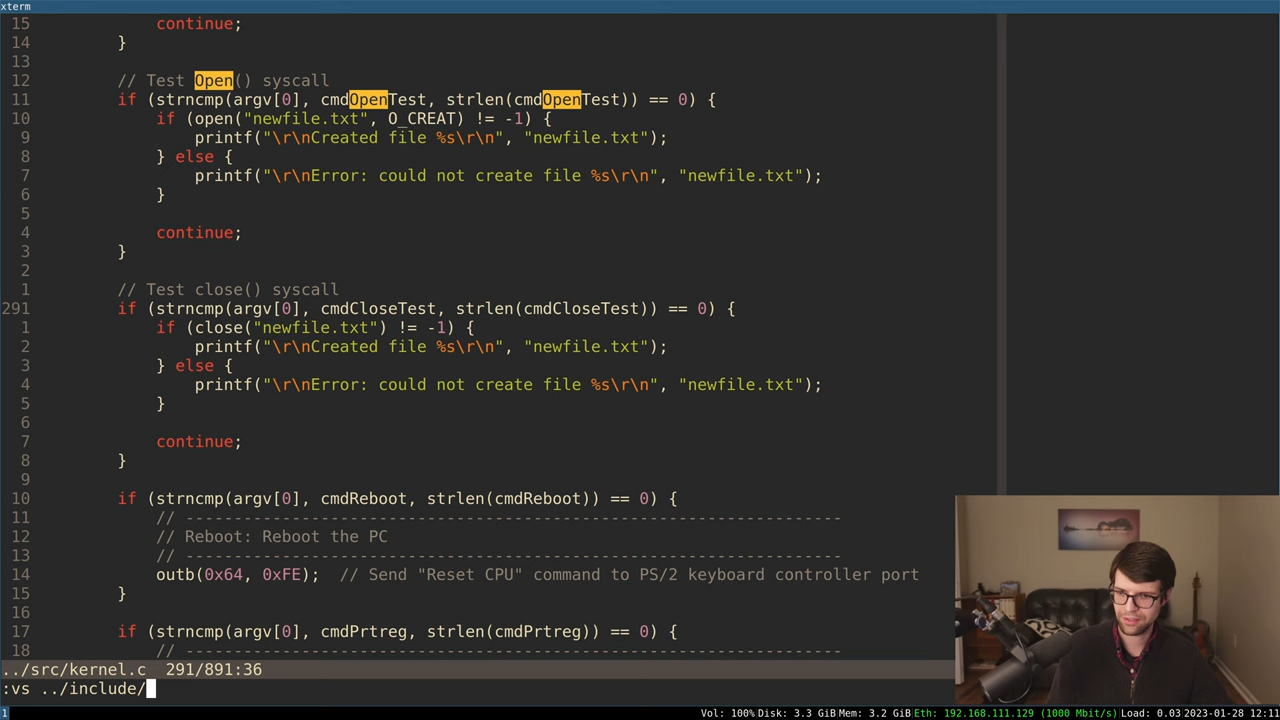 xterm
15 continue;
14 }
13
12 // Test Open() syscall
11 if (strncmp(argv[0], cmdOpenTest, strlen(cmdOpenTest)) == 0) {
10 if (open("newfile.txt", O_CREAT) != -1) {
9 printf("\r\nCreated file %s\r\n", "newfile.txt");
8 } else {
7 printf("\r\nError: could not create file %s\r\n", "newfile.txt");
6 }
5
4 continue;
3 }
2
1 // Test close() syscall
291 if (strncmp(argv[0], cmdCloseTest, strlen(cmdCloseTest)) == 0) {
1 if (close("newfile.txt") != -1) {
2 printf("\r\nCreated file %s\r\n", "newfile.txt");
3 } else {
4 printf("\r\nError: could not create file %s\r\n", "newfile.txt");
5 }
6
7 continue;
8 }
9
10 if (strncmp(argv[0], cmdReboot, strlen(cmdReboot)) == 0) {
11 // --------------------------------------------------------------------
12 // Reboot: Reboot the PC
13 // --------------------------------------------------------------------
14 outb(0x64, 0xFE); // Send "Reset CPU" command to PS/2 keyboard controller port
15 }
16
17 if (strncmp(argv[0], cmdPrtreg, strlen(cmdPrtreg)) == 0) {
18 // --------------------------------------------------------------------
../src/kernel.c 291/891:36
:vs ../include/
1 Vol: 100% Disk: 3.3 GiB Mem: 3.2 GiB Eth: 192.168.111.129 (1000 Mbit/s) Load: 0.03 2023-01-28 12:11